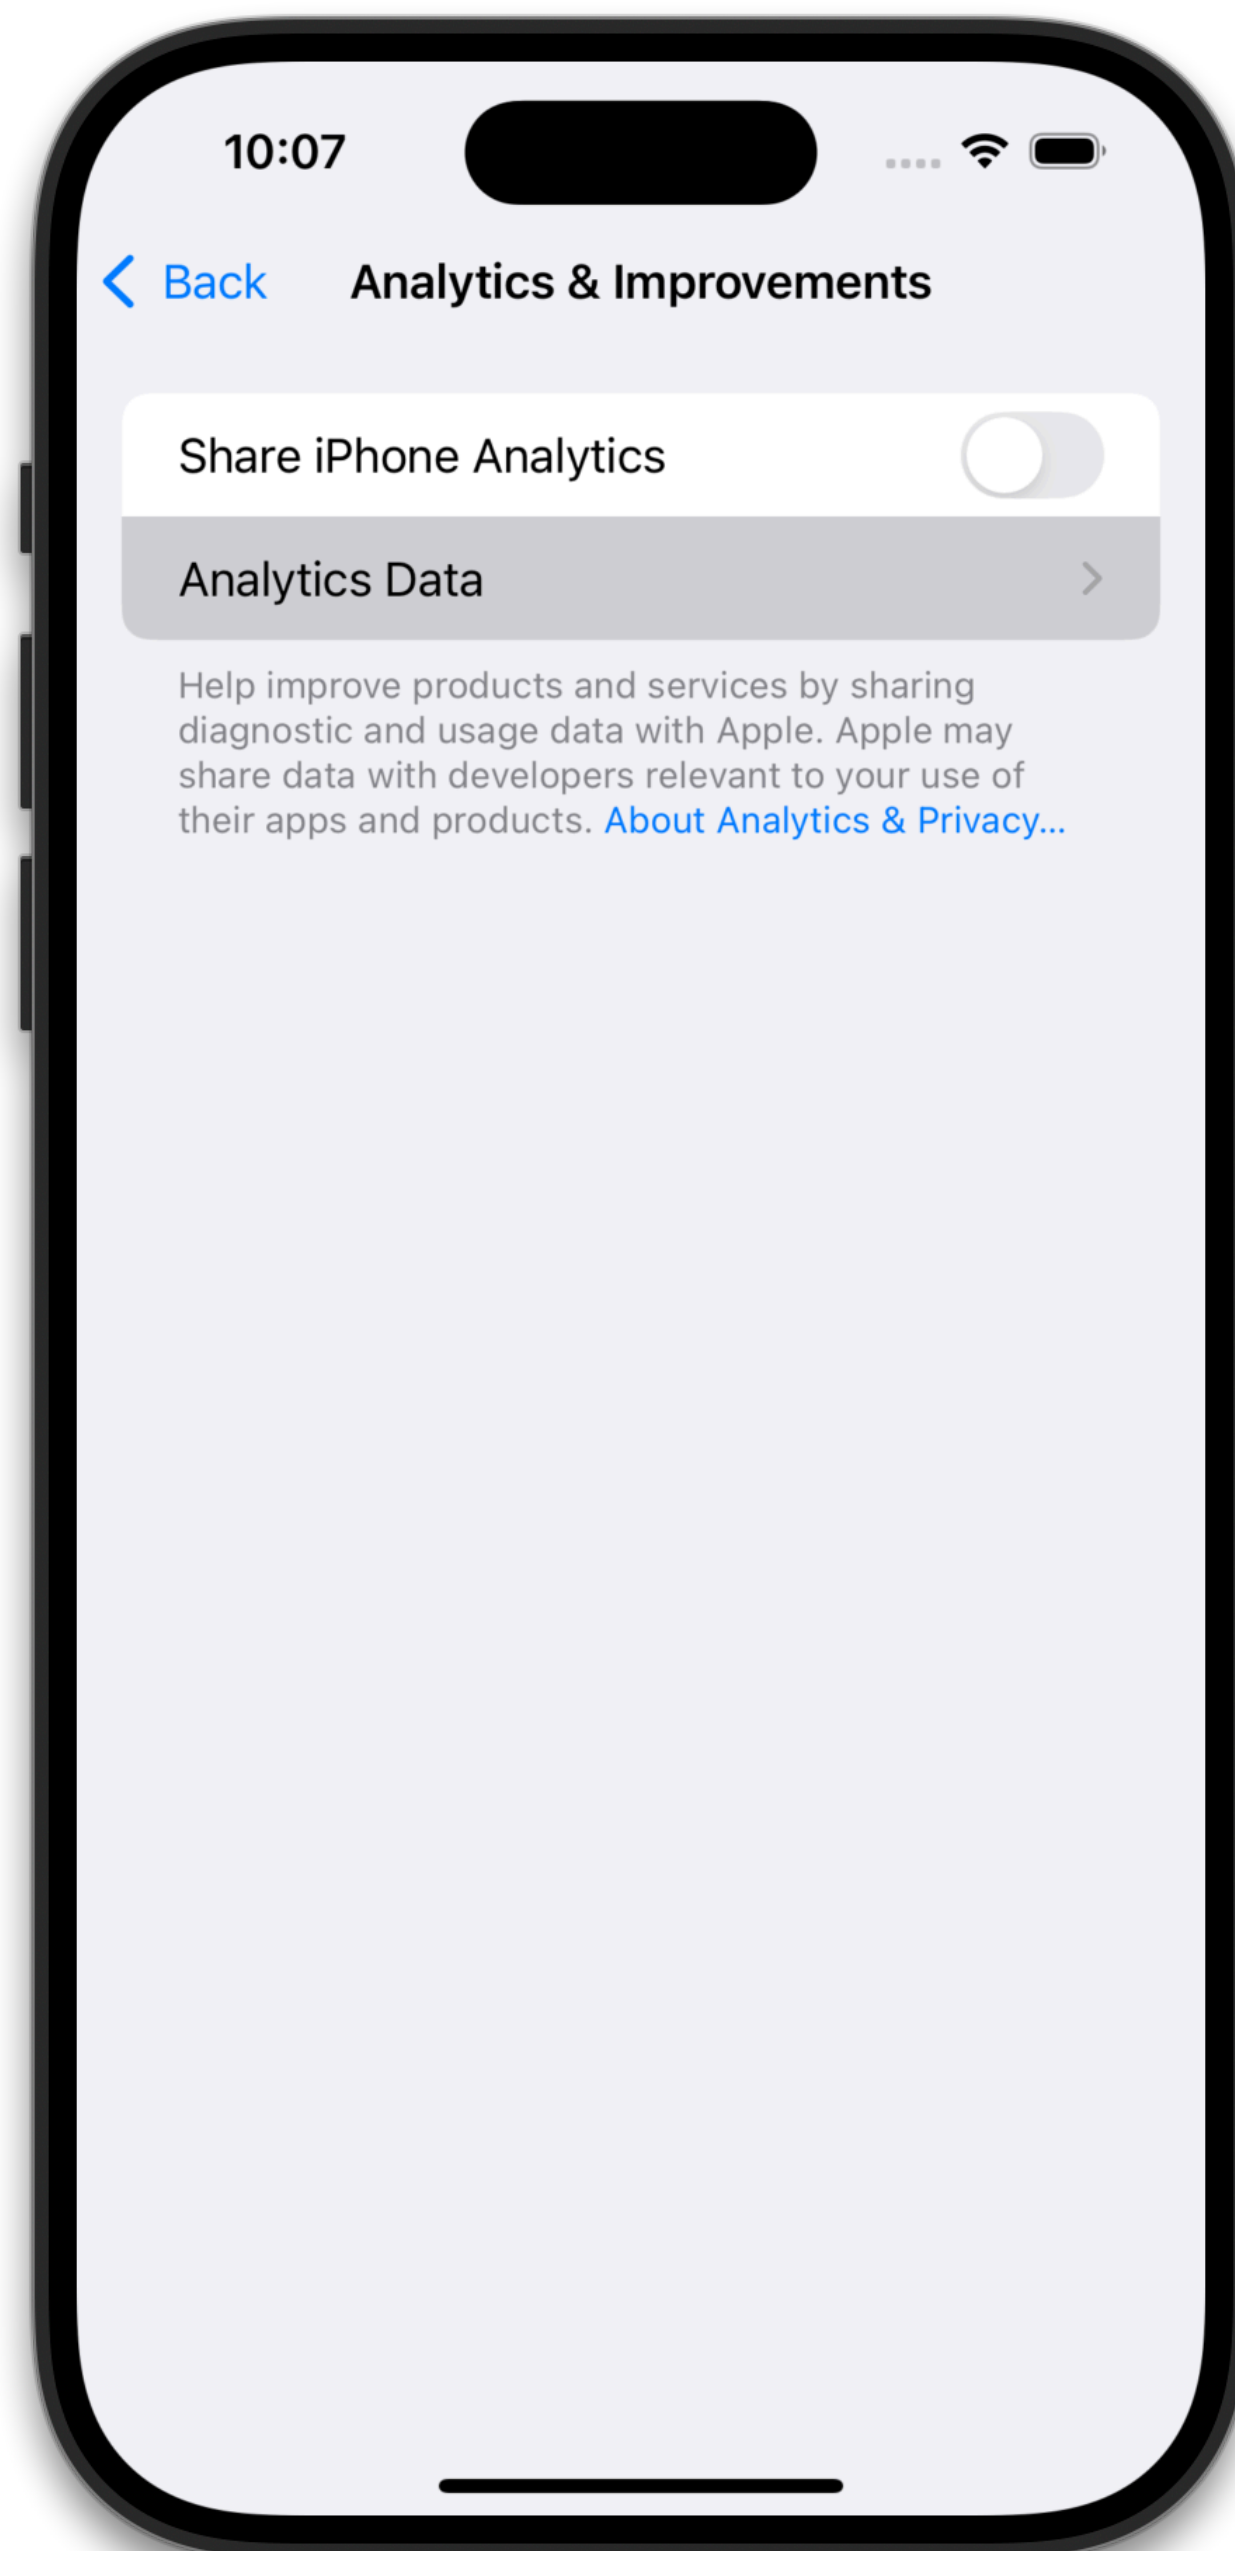 10:07
Back
Analytics & Improvements
Share iPhone Analytics
Analytics Data
Help improve products and services by sharing
diagnostic and usage data with Apple. Apple may
share data with developers relevant to your use of
their apps and products. About Analytics & Privacy...